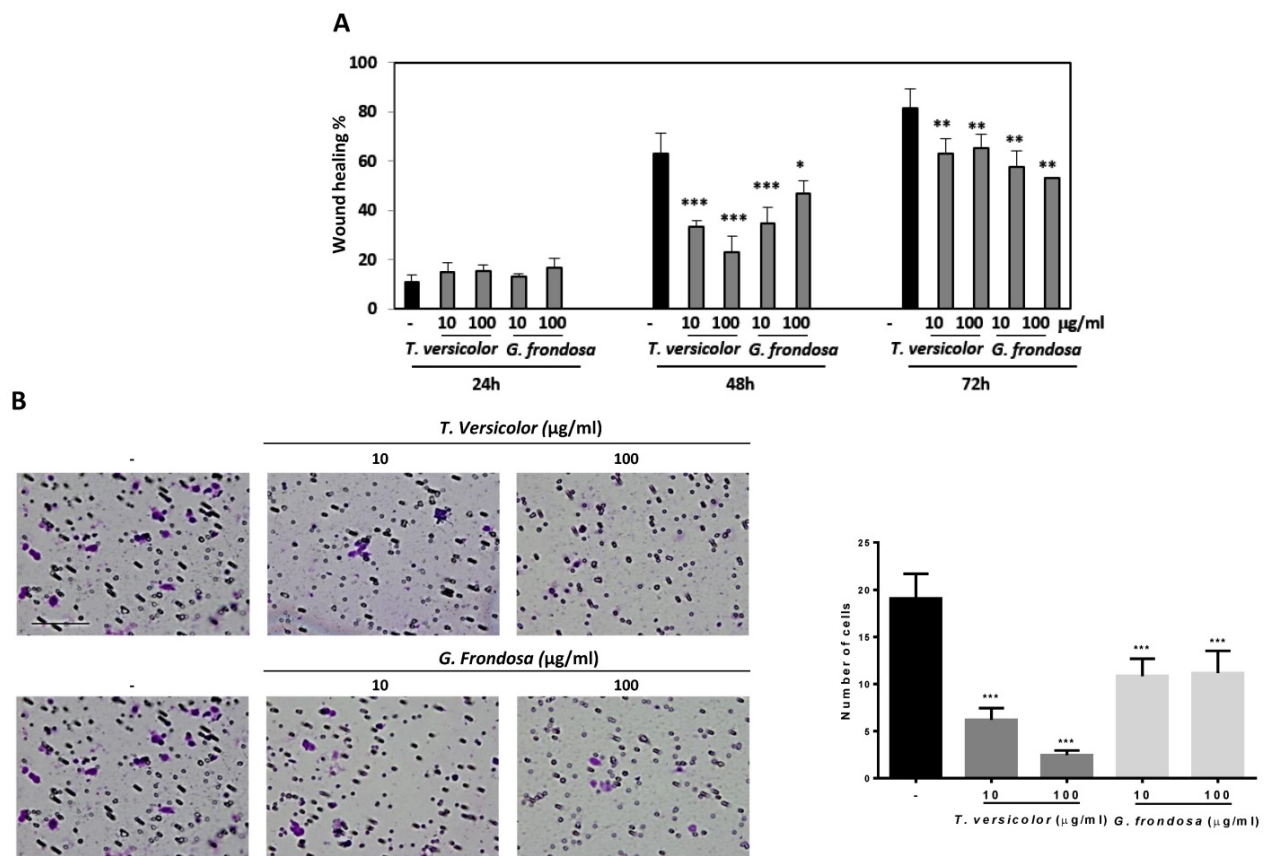 A
100
80
60
40
20
0
Wound healing %
*** *** *** *
** ** ** **
- 10 100 10 100 - 10 100 10 100 - 10 100 10 100 µg/ml
T. versicolor G. frondosa T. versicolor G. frondosa T. versicolor G. frondosa
24h 48h 72h
B
T. Versicolor (µg/ml)
- 10 100
G. Frondosa (µg/ml)
- 10 100
25
20
15
10
5
0
Number of cells
*** *** *** ***
- 10 100 10 100
T. versicolor (µg/ml) G. frondosa (µg/ml)